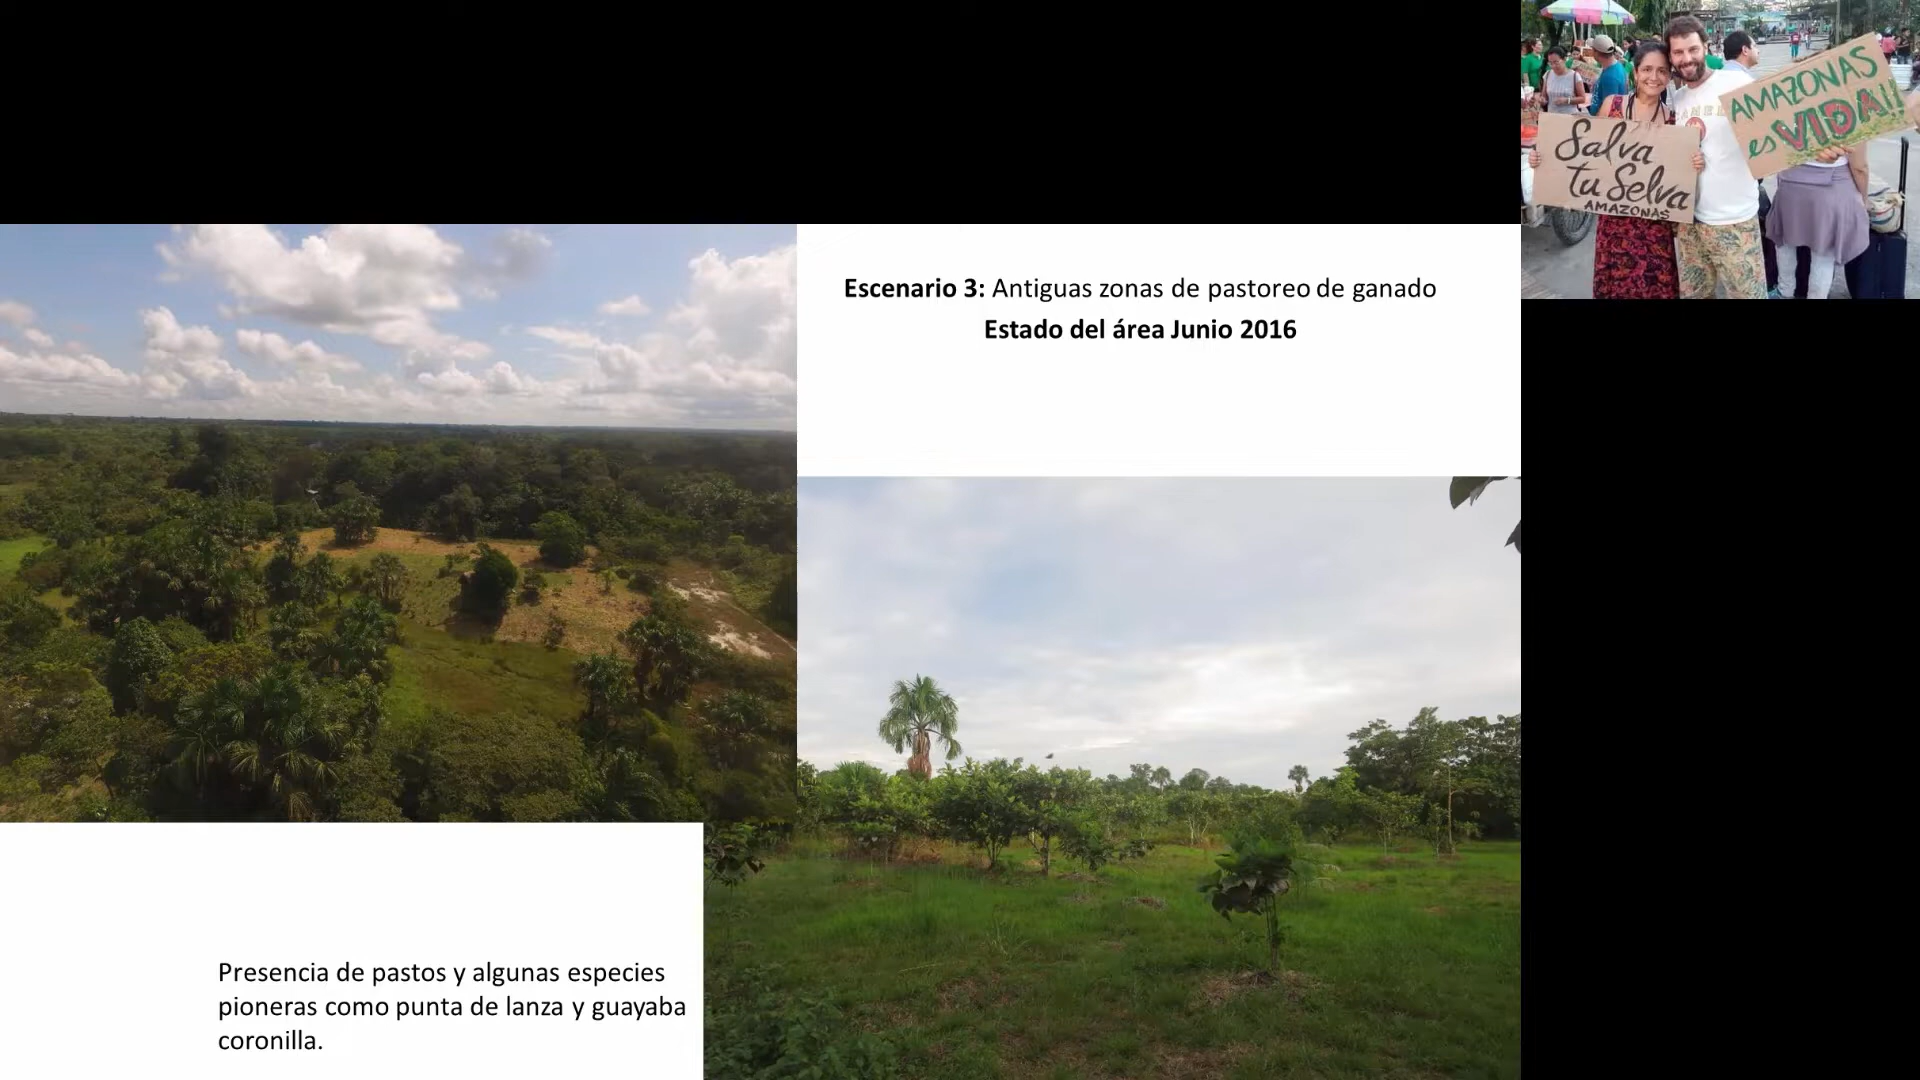 Escenario 3: Antiguas zonas de pastoreo de ganado
Estado del área Junio 2016
Presencia de pastos y algunas especies
pioneras como punta de lanza y guayaba
coronilla.
Salva
tu Selva
AMAZONAS
AMAZONAS
es VIDA!!